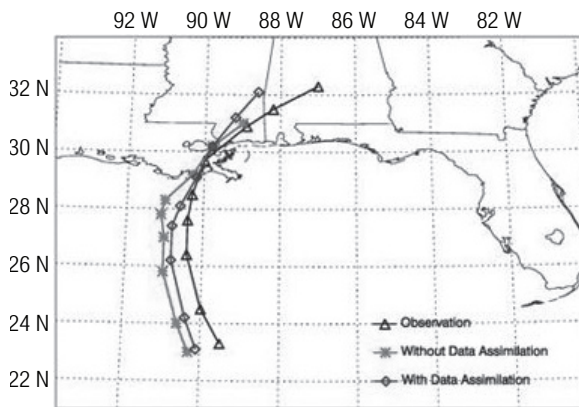 92 W 90 W 88 W 86 W 84 W 82 W
32 N
30 N
28 N
26 N
24 N
22 N
Observation
Without Data Assimilation
With Data Assimilation